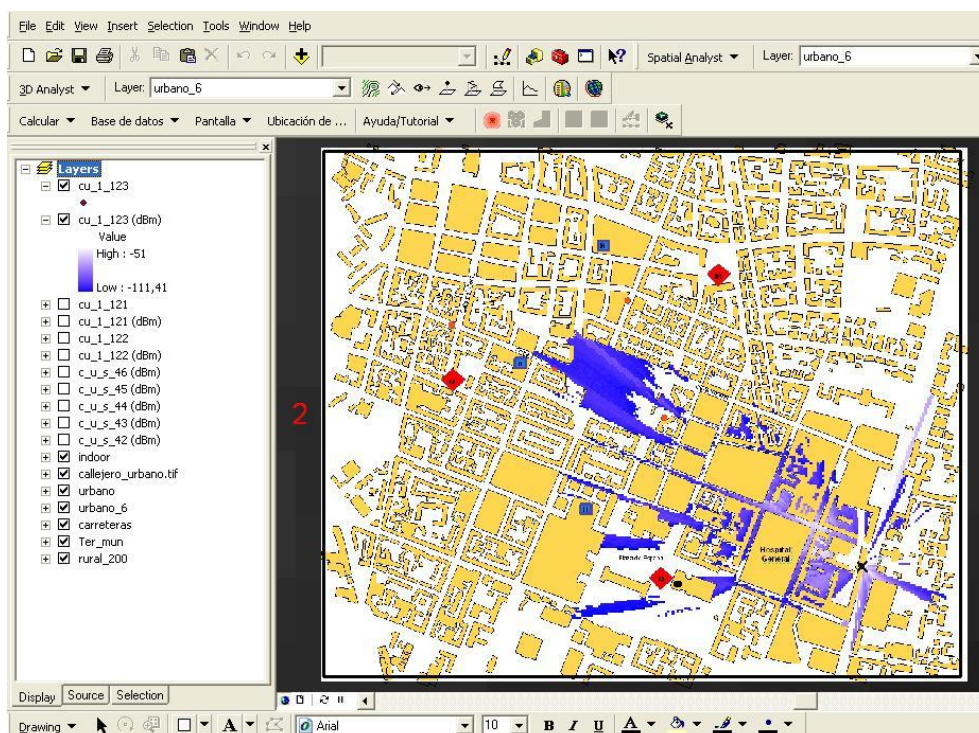 File Edit View Insert Selection Tools Window Help
Spatial Analyst Layer: urbano_6
3D Analyst Layer: urbano_6
Calcular Base de datos Pantalla Ubicación de ... Ayuda/Tutorial
Layers
cu_1_123
cu_1_123 (dBm)
Value
High : -51
Low : -111,41
cu_1_121
cu_1_121 (dBm)
cu_1_122
cu_1_122 (dBm)
c_u_s_46 (dBm)
c_u_s_45 (dBm)
c_u_s_44 (dBm)
c_u_s_43 (dBm)
c_u_s_42 (dBm)
indoor
callejero_urbano.tif
urbano
urbano_6
carreteras
Ter_mun
rural_200
2
Hospital
General
Display Source Selection
Drawing A Arial 10 B I U A